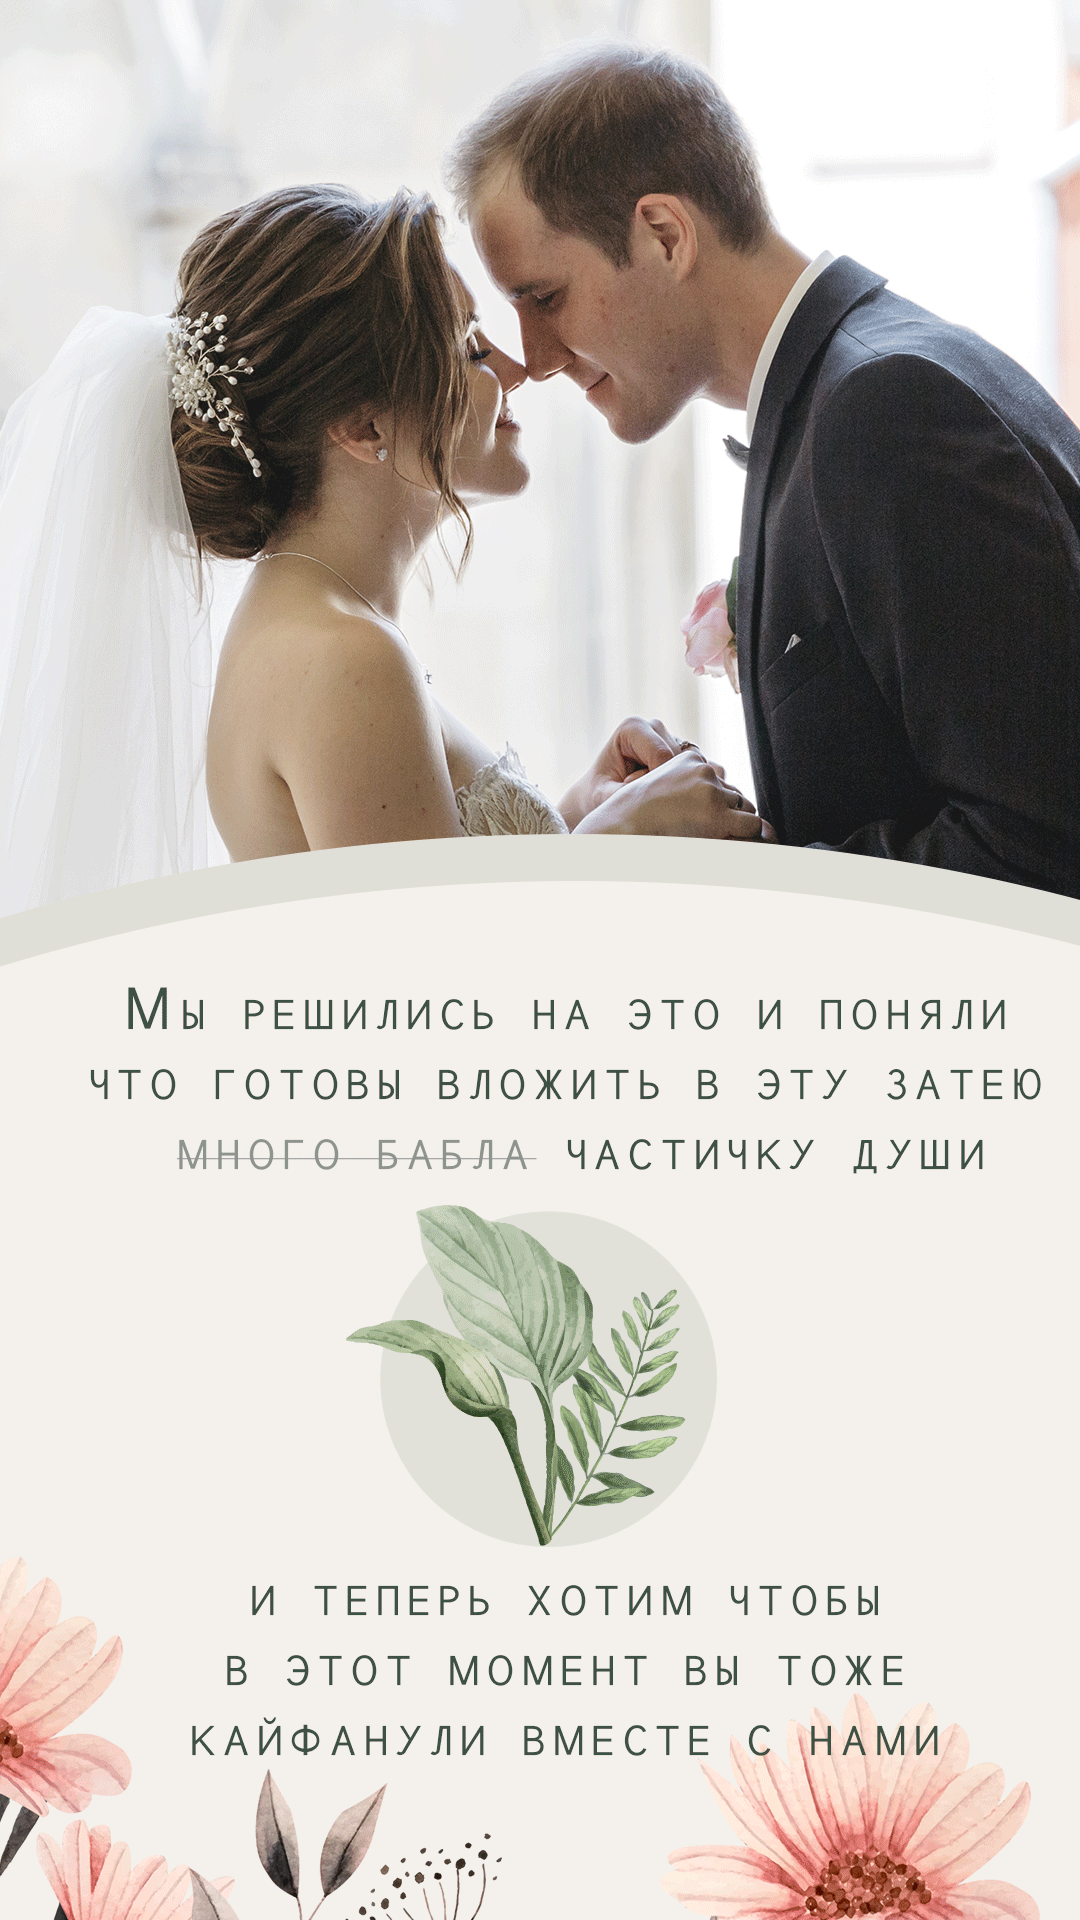 Мы решились на это и поняли
что готовы вложить в эту затею
много бабла частичку души
и теперь хотим чтобы
в этот момент вы тоже
кайфанули вместе с нами